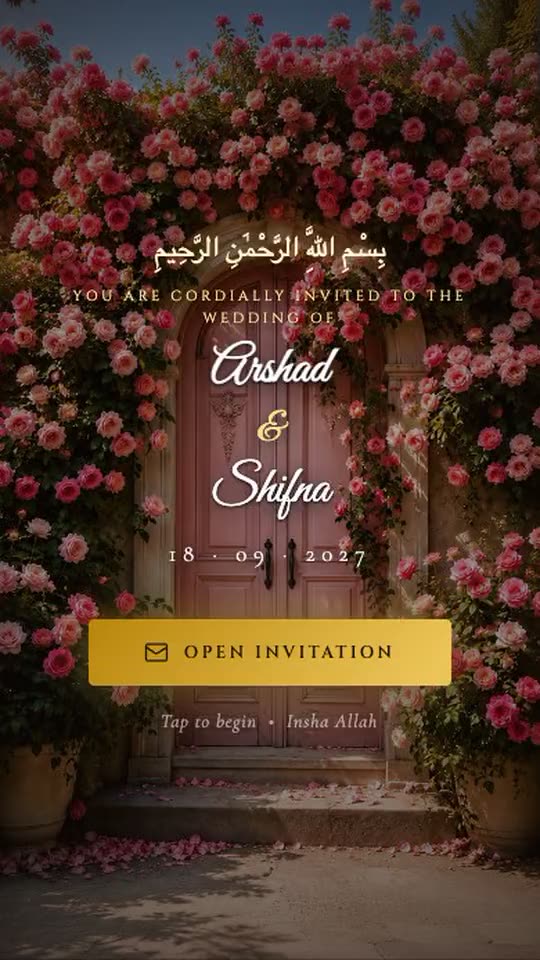 بِسْمِ اللَّهِ الرَّحْمَٰنِ الرَّحِيمِ
YOU ARE CORDIALLY INVITED TO THE
WEDDING OF
Arshad
&
Shifna
18 · 09 · 2027
OPEN INVITATION
Tap to begin • Insha Allah